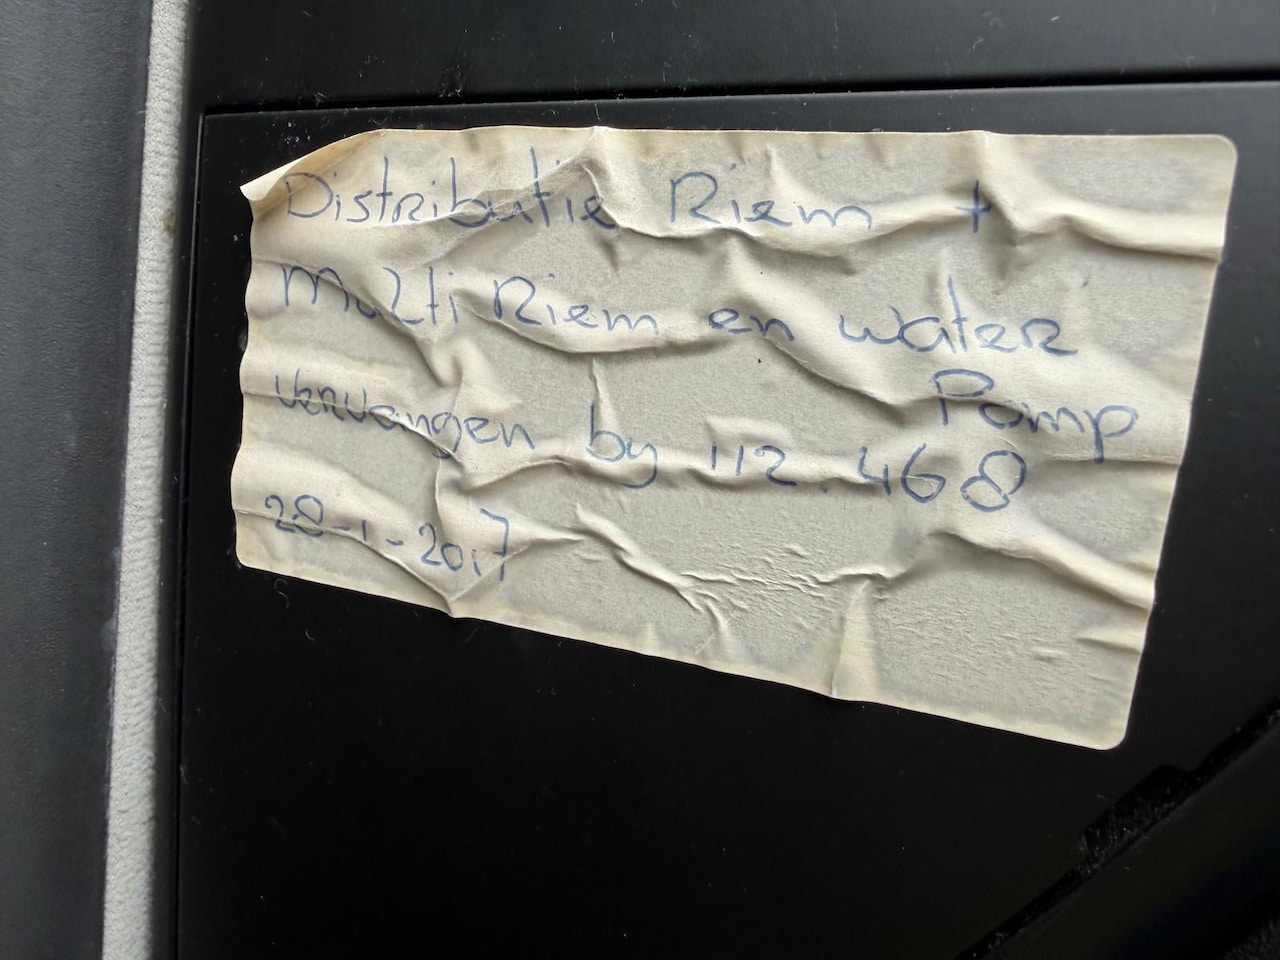 Distributie Riem +
Multi Riem en water
Pomp
vervangen by 112.468
28-1-2017